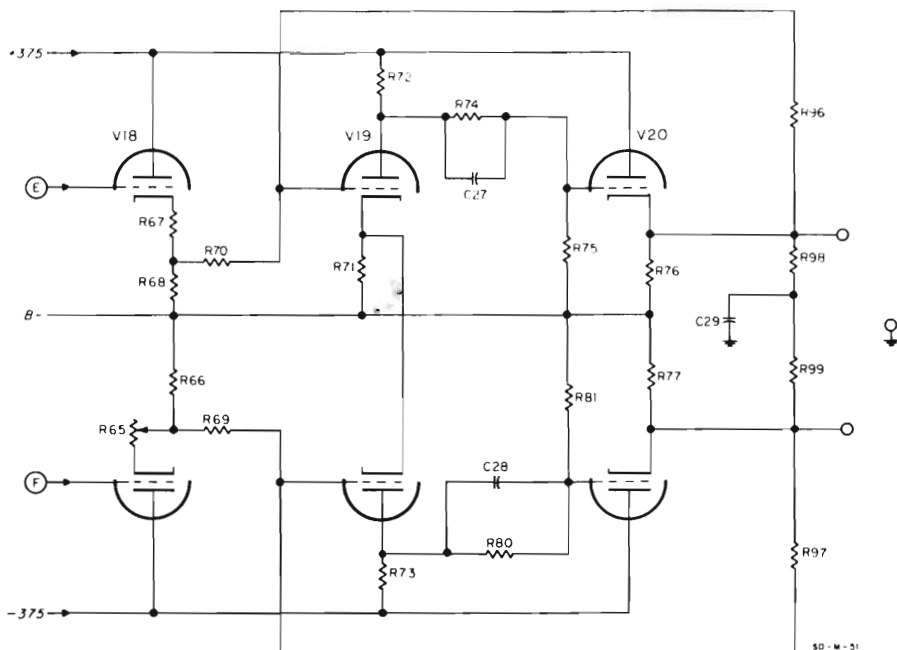 +375
R72
R74
R96
V18
V19
V20
E
C27
R67
R70
R75
R71
R76
R98
R68
B-
C29
R66
R77
R99
R81
R65
R69
C28
F
R80
R97
R73
-375
SD-M-51